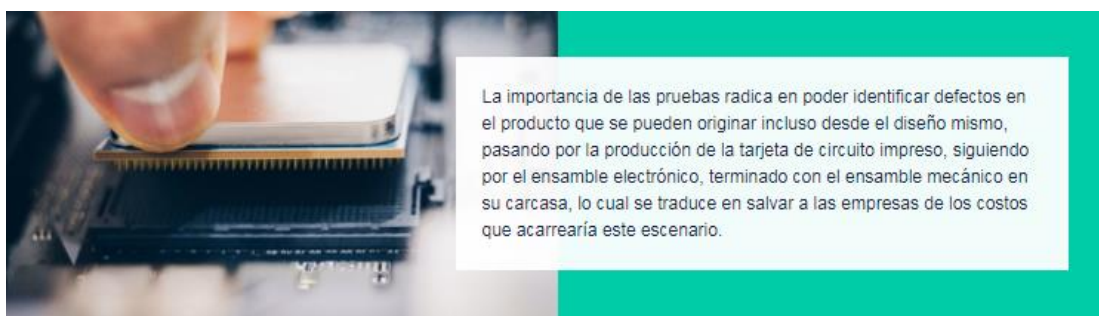 La importancia de las pruebas radica en poder identificar defectos en
el producto que se pueden originar incluso desde el diseño mismo,
pasando por la producción de la tarjeta de circuito impreso, siguiendo
por el ensamble electrónico, terminado con el ensamble mecánico en
su carcasa, lo cual se traduce en salvar a las empresas de los costos
que acarrearía este escenario.